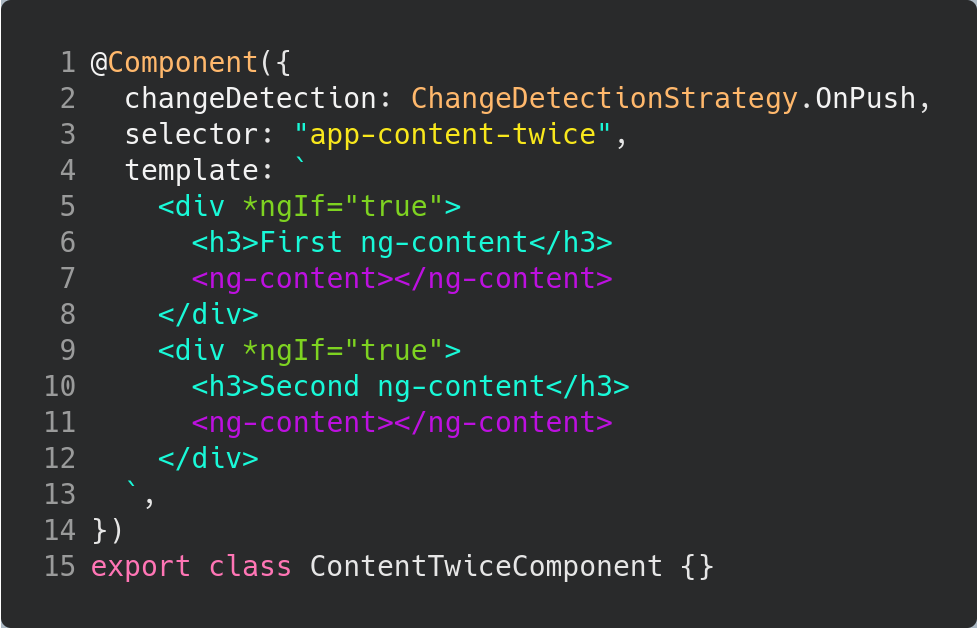 1 @Component({
2   changeDetection: ChangeDetectionStrategy.OnPush,
3   selector: "app-content-twice",
4   template: `
5     <div *ngIf="true">
6       <h3>First ng-content</h3>
7       <ng-content></ng-content>
8     </div>
9     <div *ngIf="true">
10       <h3>Second ng-content</h3>
11       <ng-content></ng-content>
12     </div>
13   `,
14 })
15 export class ContentTwiceComponent {}